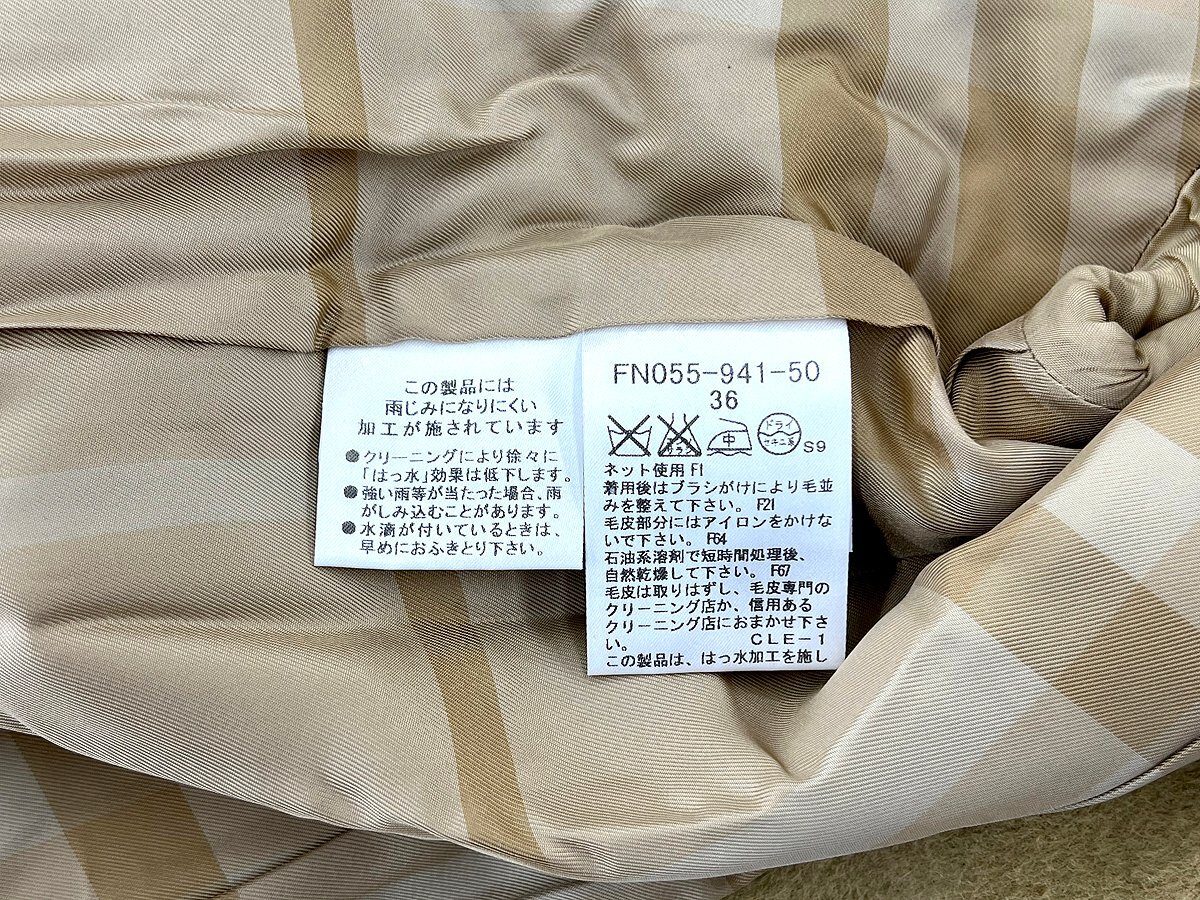 この製品には
雨じみになりにくい
加工が施されています
●クリーニングにより徐々に
「はっ水」効果は低下します。
●強い雨等が当たった場合、雨
がしみ込むことがあります。
●水滴が付いているときは、
早めにおふきとり下さい。
FN055-941-50
36
中
ドライ
セキユ系
S9
ネット使用 F1
着用後はブラシがけにより毛並
みを整えて下さい。 F21
毛皮部分にはアイロンをかけな
いで下さい。 F64
石油系溶剤で短時間処理後、
自然乾燥して下さい。 F67
毛皮は取りはずし、毛皮専門の
クリーニング店か、信用ある
クリーニング店におまかせ下さ
い。 CLE-1
この製品は、はっ水加工を施し